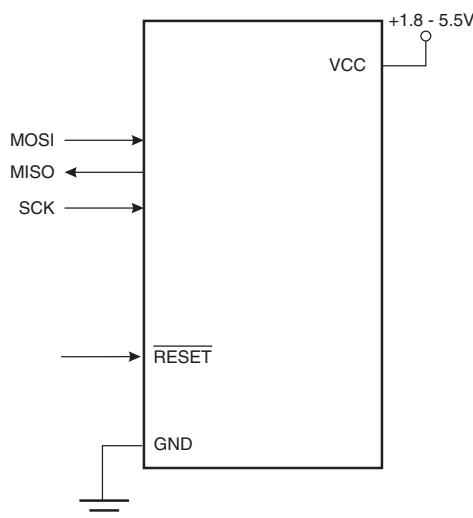 +1.8 - 5.5V
VCC
MOSI
MISO
SCK
RESET
GND